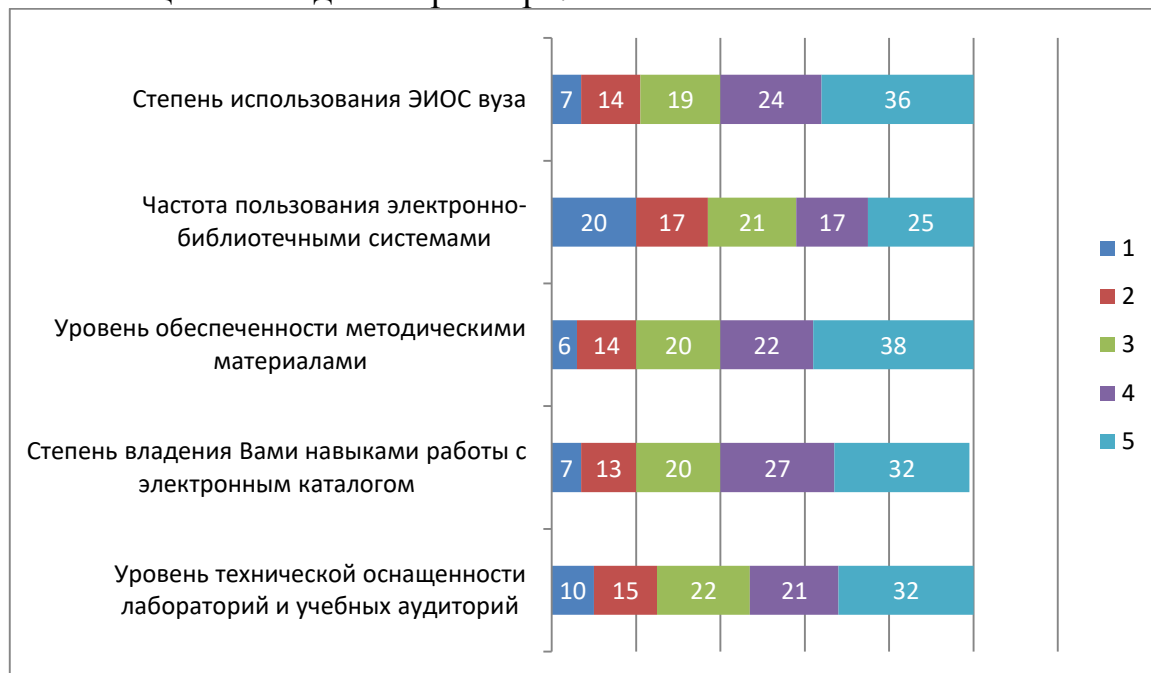 Степень использования ЭИОС вуза
7 14 19 24 36
Частота пользования электронно-
библиотечными системами
20 17 21 17 25
Уровень обеспеченности методическими
материалами
6 14 20 22 38
Степень владения Вами навыками работы с
электронным каталогом
7 13 20 27 32
Уровень технической оснащенности
лабораторий и учебных аудиторий
10 15 22 21 32
1
2
3
4
5